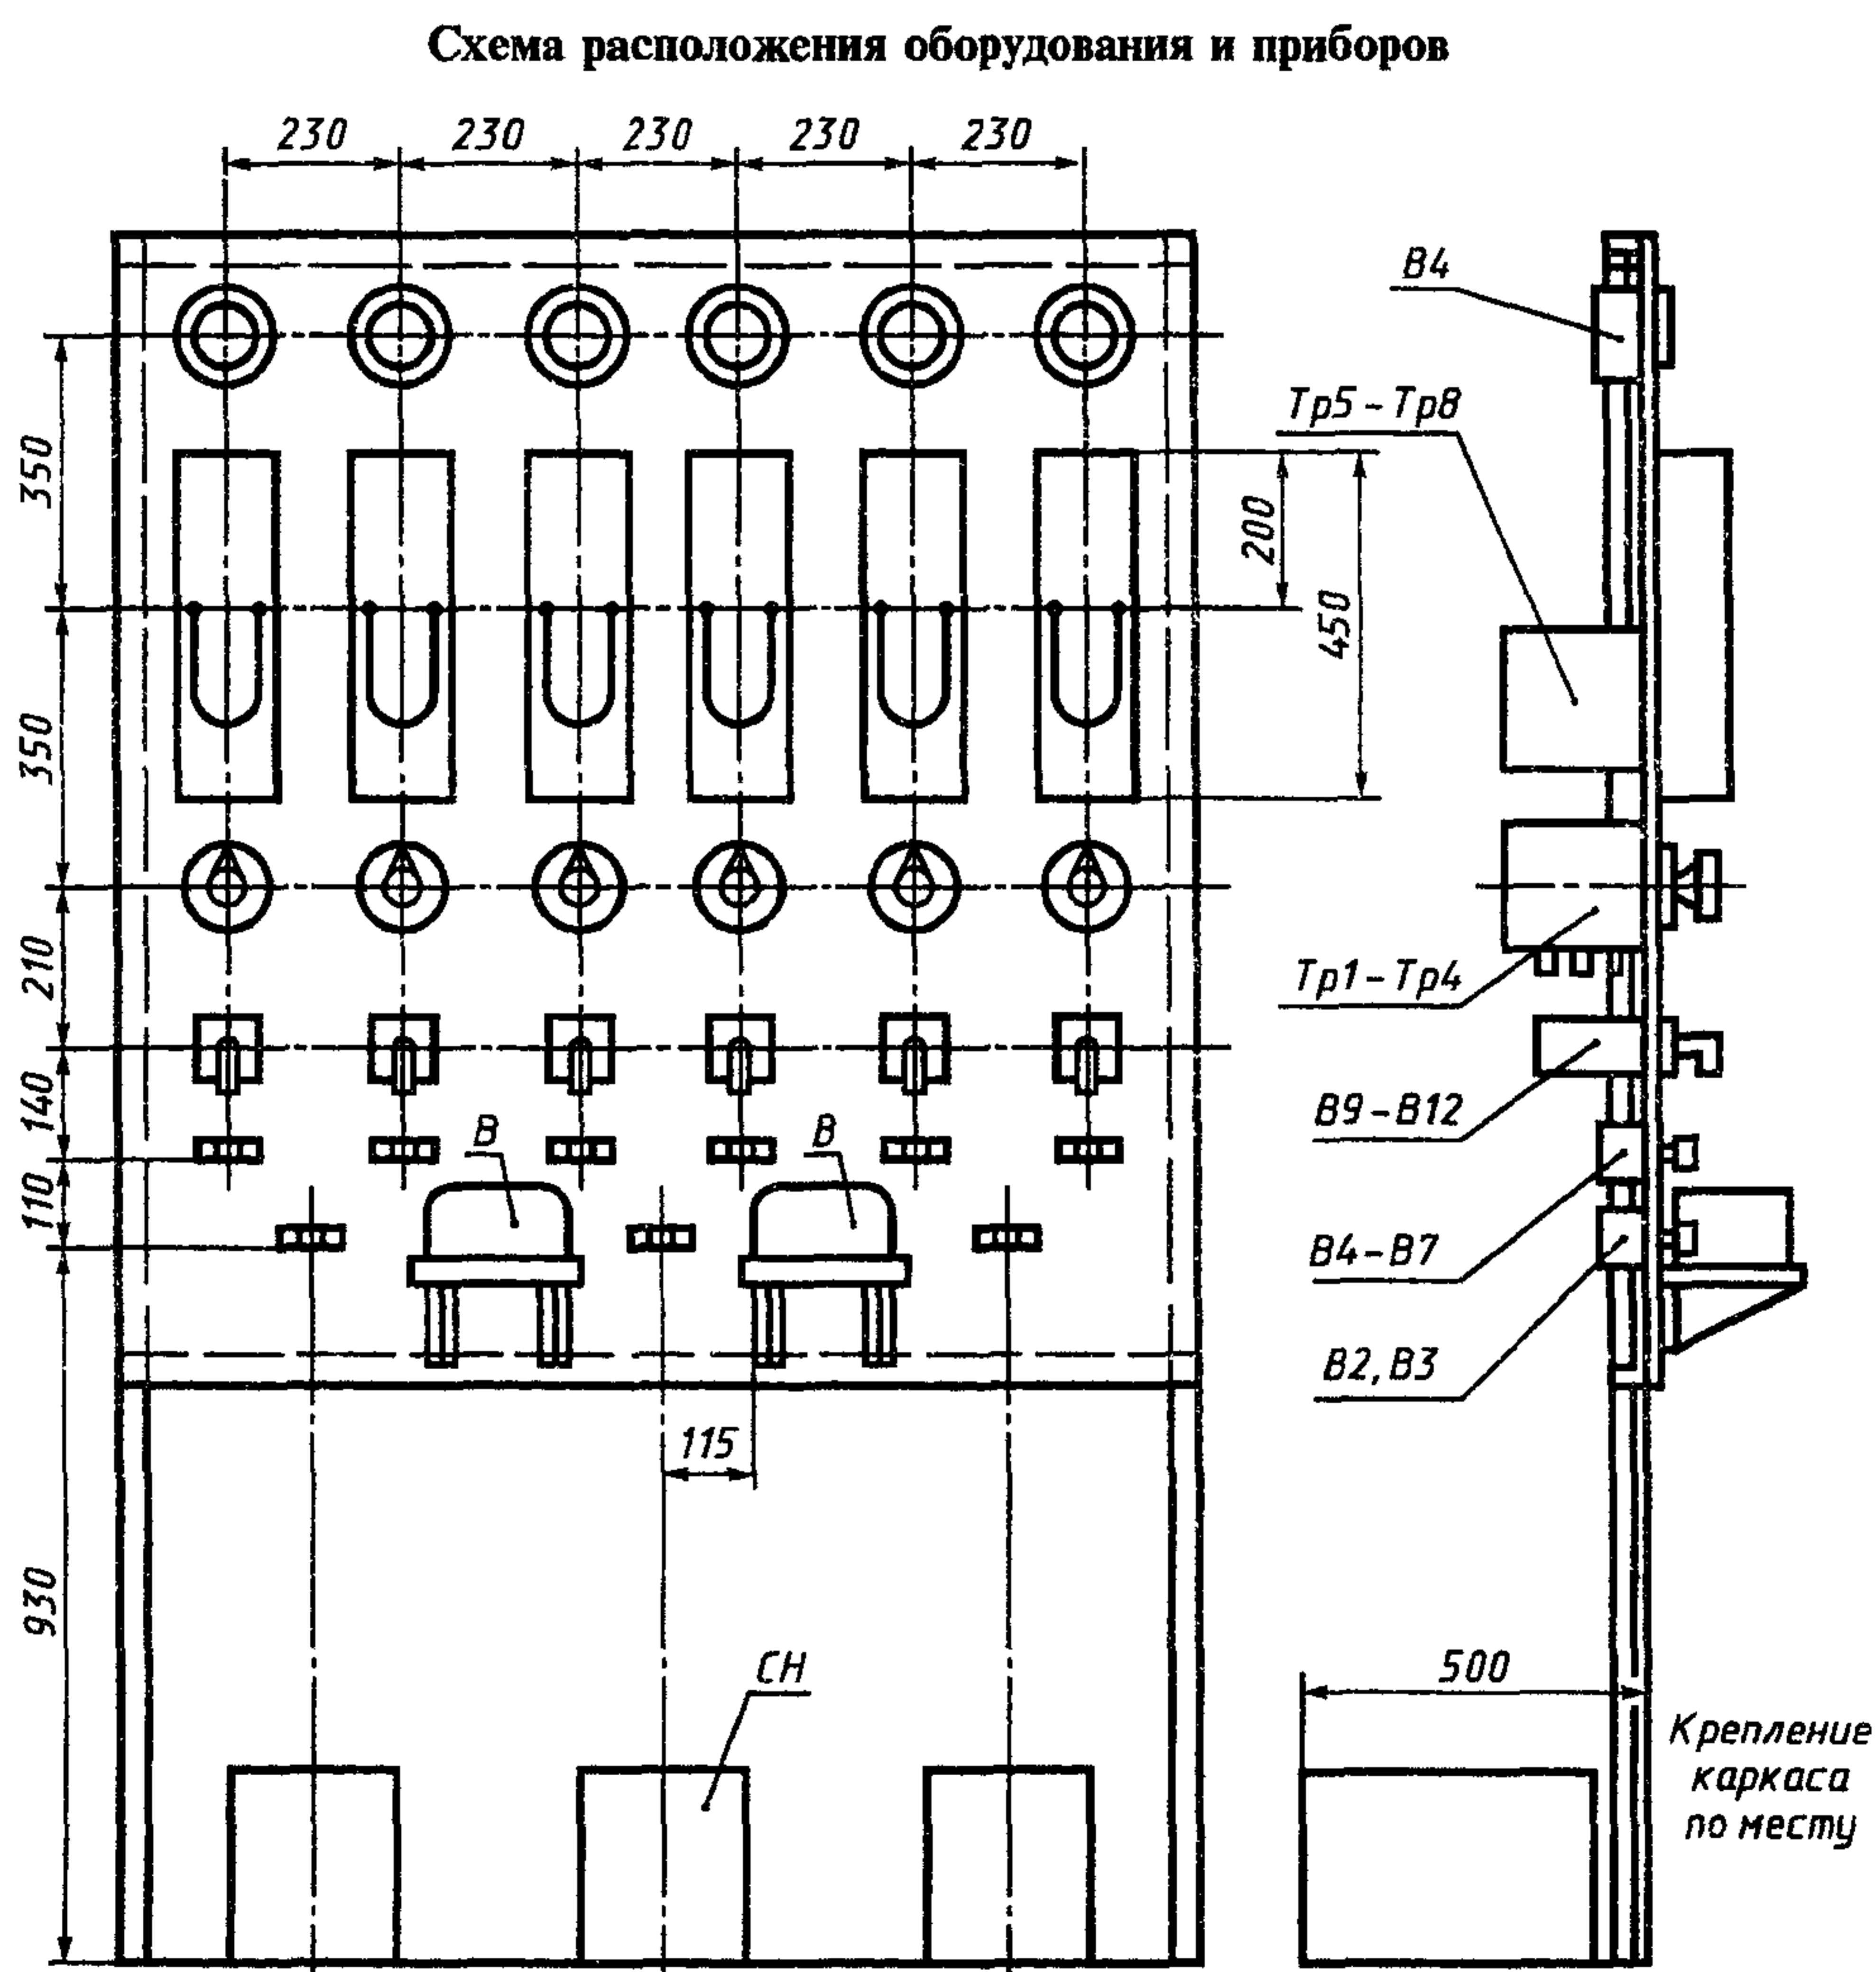 Схема расположения оборудования и приборов
230 230 230 230 230
В4
Тр5-Тр8
350
200
450
350
Тр1-Тр4
210
В9-В12
140
В В
110
В4-В7
В2, В3
115
930
СН
500
Крепление
каркаса
по месту